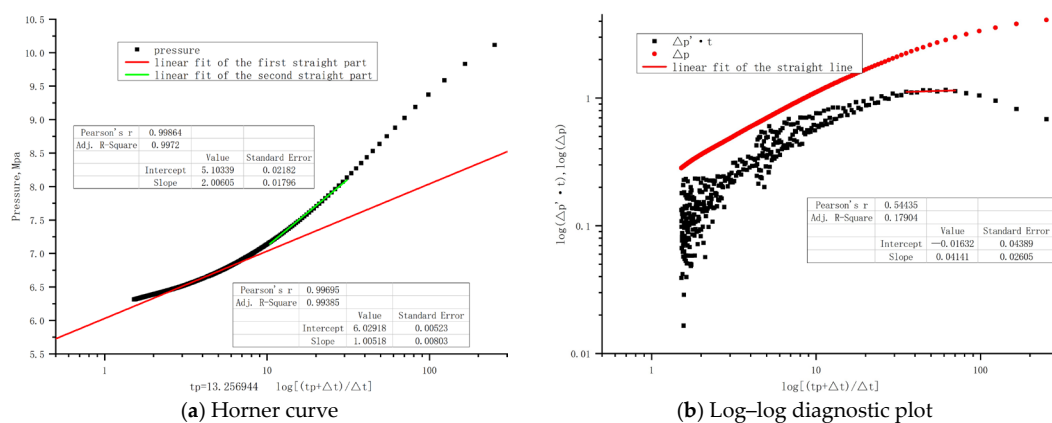 10.5
10.0
9.5
9.0
8.5
8.0
7.5
7.0
6.5
6.0
5.5
Pressure,Mpa
pressure
linear fit of the first straight part
linear fit of the second straight part
Pearson's r 0.99864
Adj. R-Square 0.9972
Value Standard Error
Intercept 5.10339 0.02182
Slope 2.00605 0.01796
Pearson's r 0.99695
Adj. R-Square 0.99385
Value Standard Error
Intercept 6.02918 0.00523
Slope 1.00518 0.00803
1 10 100
tp=13.256944 log[(tp+△t)/△t]
(a) Horner curve
1
0.1
0.01
log(△p'·t),log(△p)
△p'·t
△p
linear fit of the straight line
Pearson's r 0.54435
Adj. R-Square 0.17904
Value Standard Error
Intercept −0.01632 0.04389
Slope 0.04141 0.02605
1 10 100
log[(tp+△t)/△t]
(b) Log–log diagnostic plot